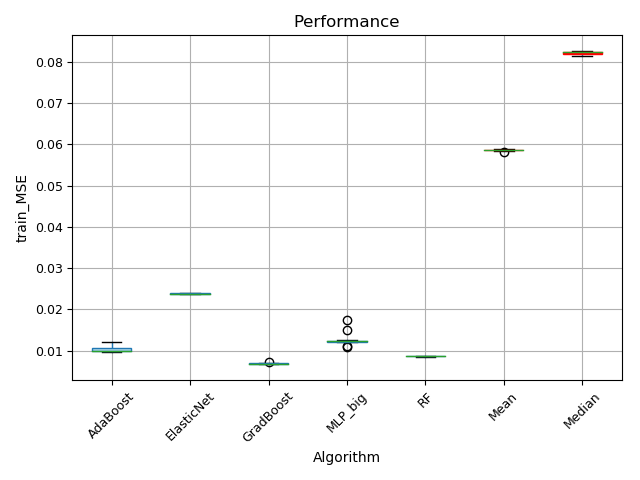 Performance
train_MSE
0.08
0.07
0.06
0.05
0.04
0.03
0.02
0.01
AdaBoost
ElasticNet
GradBoost
MLP_big
RF
Mean
Median
Algorithm